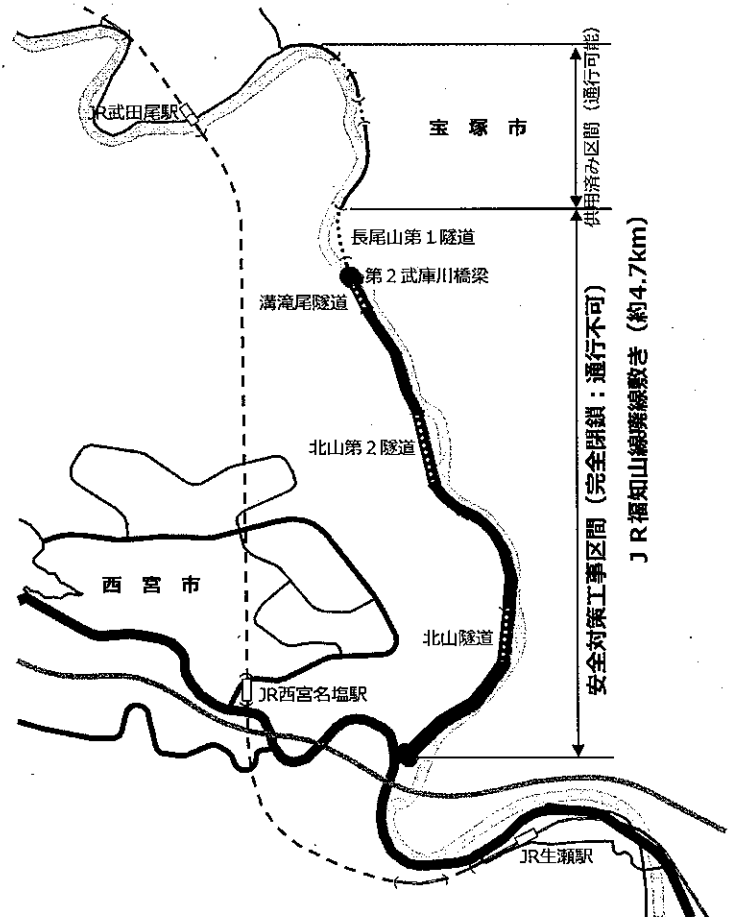 JR武田尾駅
宝塚市
供用済み区間（通行可能）
長尾山第１隧道
第２武庫川橋梁
溝滝尾隧道
安全対策工事区間（完全閉鎖：通行不可）
ＪＲ福知山線廃線敷き（約4.7km）
北山第２隧道
西宮市
北山隧道
JR西宮名塩駅
JR生瀬駅